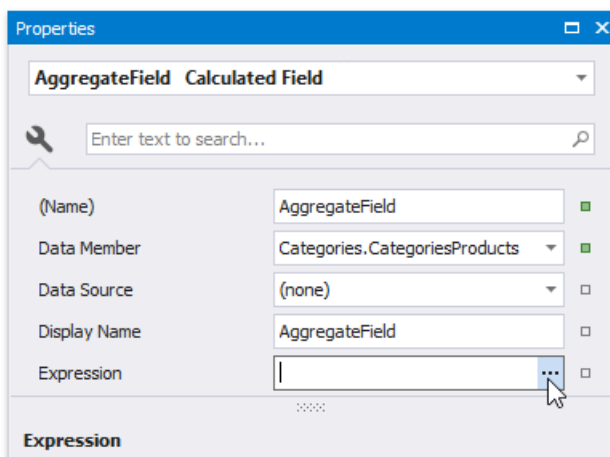 Properties
AggregateField Calculated Field
Enter text to search...
(Name) AggregateField
Data Member Categories.CategoriesProducts
Data Source (none)
Display Name AggregateField
Expression ...
Expression